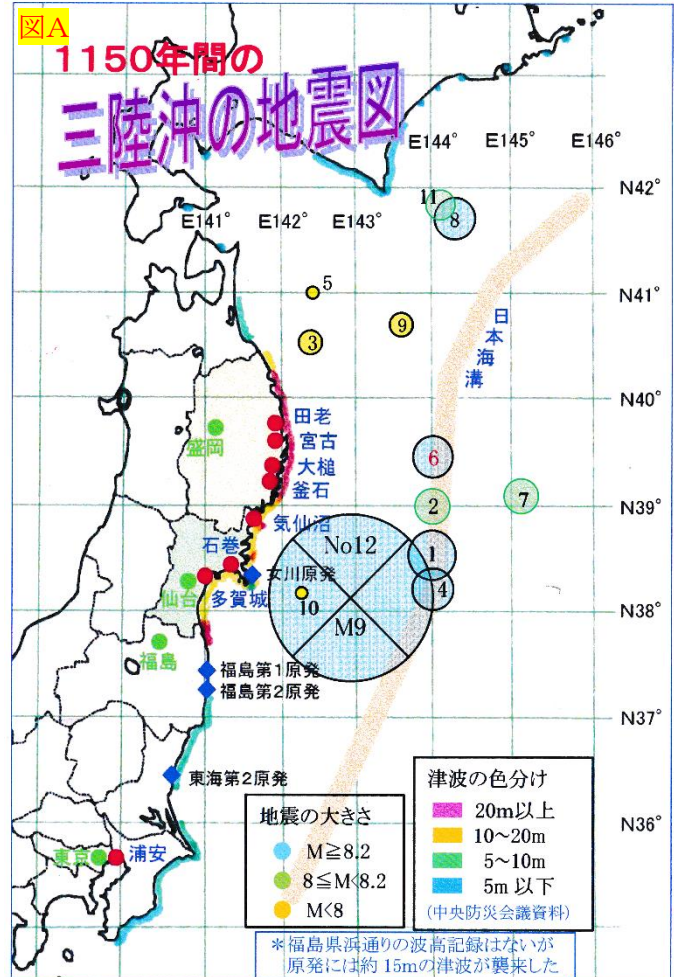 図A
1150年間の
三陸沖の地震図
E144° E145° E146°
E141° E142° E143°
N42°
N41°
N40°
N39°
N38°
N37°
N36°
11
8
5
3
9
日本海溝
6
7
2
1
4
No12
M9
10
田老
宮古
大槌
釜石
気仙沼
盛岡
石巻
女川原発
仙台
多賀城
福島
福島第1原発
福島第2原発
東海第2原発
東京
浦安
地震の大きさ
M≧8.2
8≦M<8.2
M<8
津波の色分け
20m以上
10~20m
5~10m
5m 以下
(中央防災会議資料)
*福島県浜通りの波高記録はないが
原発には約15mの津波が襲来した